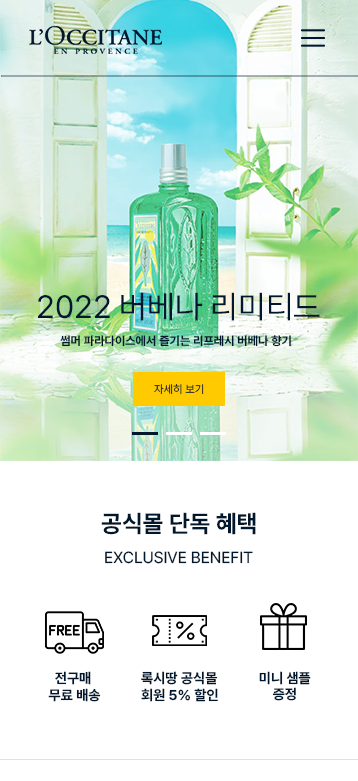 L'OCCITANE
EN PROVENCE
2022 버베나 리미티드
썸머 파라다이스에서 즐기는 리프레시 버베나 향기
자세히 보기
공식몰 단독 혜택
EXCLUSIVE BENEFIT
FREE
%
전구매
무료 배송
록시땅 공식몰
회원 5% 할인
미니 샘플
증정